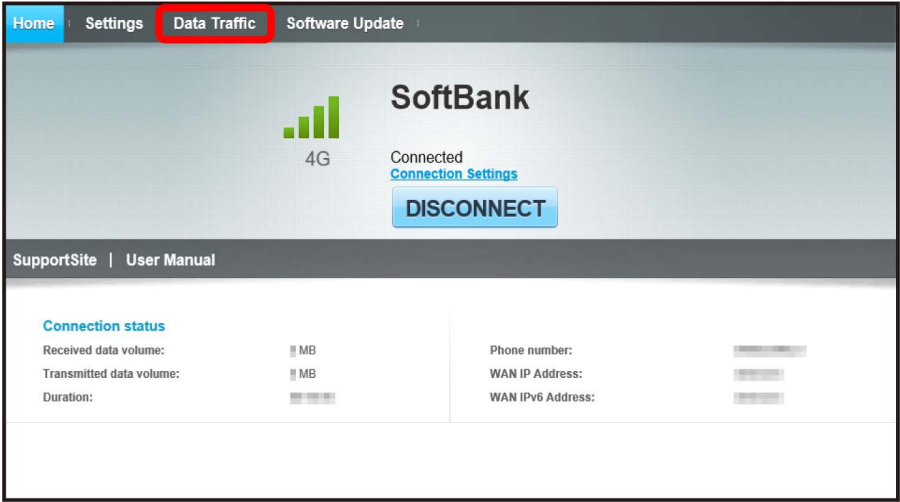 Home Settings Data Traffic Software Update
SoftBank
4G
Connected
Connection Settings
DISCONNECT
SupportSite | User Manual
Connection status
Received data volume: MB
Transmitted data volume: MB
Duration:
Phone number:
WAN IP Address:
WAN IPv6 Address: